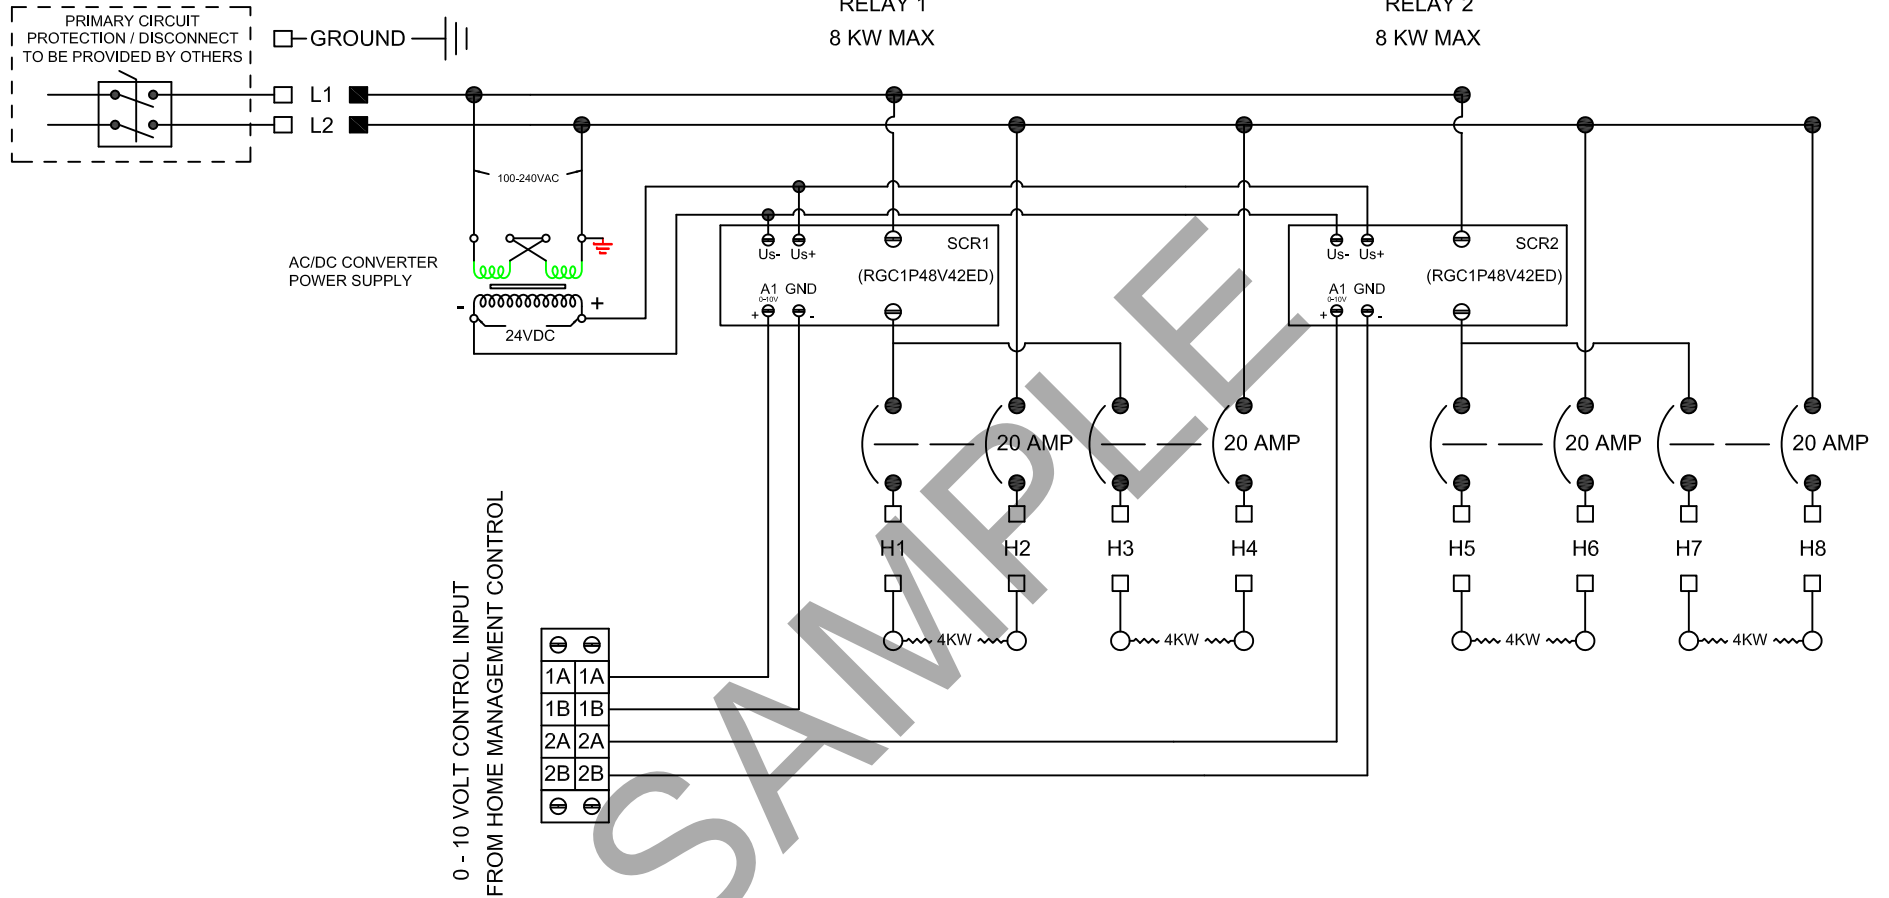 RELAY 1
RELAY 2
8 KW MAX
8 KW MAX
PRIMARY CIRCUIT
PROTECTION / DISCONNECT
TO BE PROVIDED BY OTHERS
GROUND
L1
L2
100-240VAC
AC/DC CONVERTER
POWER SUPPLY
-
+
24VDC
Us- Us+
SCR1
(RGC1P48V42ED)
A1 GND
0-10V
+ -
Us- Us+
SCR2
(RGC1P48V42ED)
A1 GND
0-10V
+ -
20 AMP
20 AMP
20 AMP
20 AMP
H1 H2 H3 H4 H5 H6 H7 H8
4KW
4KW
4KW
4KW
0 - 10 VOLT CONTROL INPUT
FROM HOME MANAGEMENT CONTROL
1A 1A
1B 1B
2A 2A
2B 2B
SAMPLE